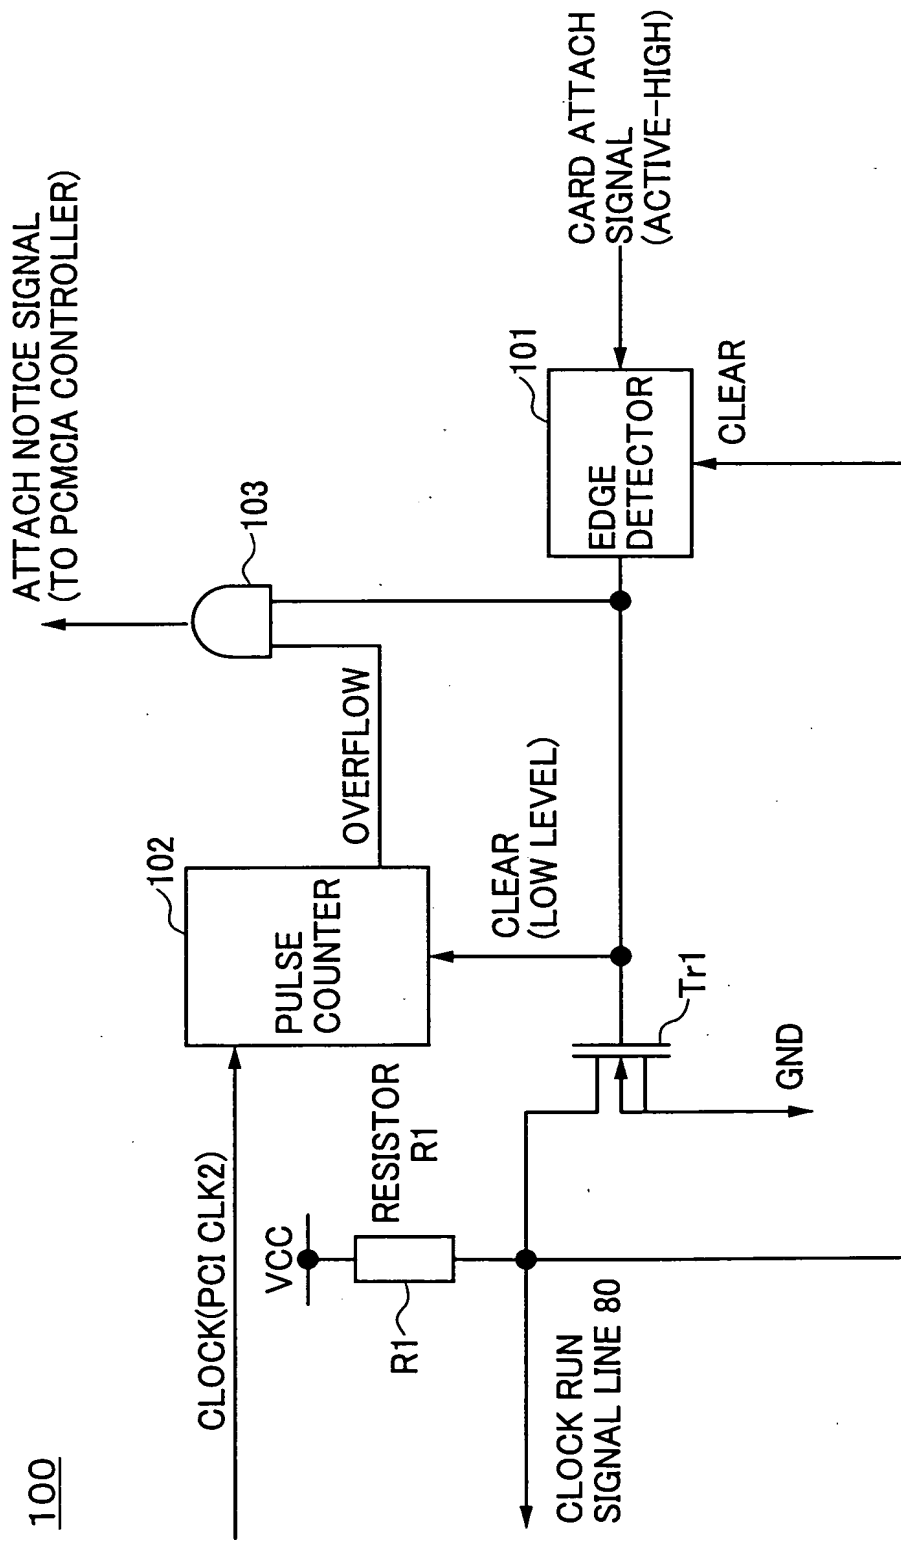 100
CLOCK(PCI CLK2)
VCC
R1
RESISTOR
R1
CLOCK RUN
SIGNAL LINE 80
102
PULSE
COUNTER
OVERFLOW
CLEAR
(LOW LEVEL)
Tr1
GND
ATTACH NOTICE SIGNAL
(TO PCMCIA CONTROLLER)
103
101
EDGE
DETECTOR
CLEAR
CARD ATTACH
SIGNAL
(ACTIVE-HIGH)